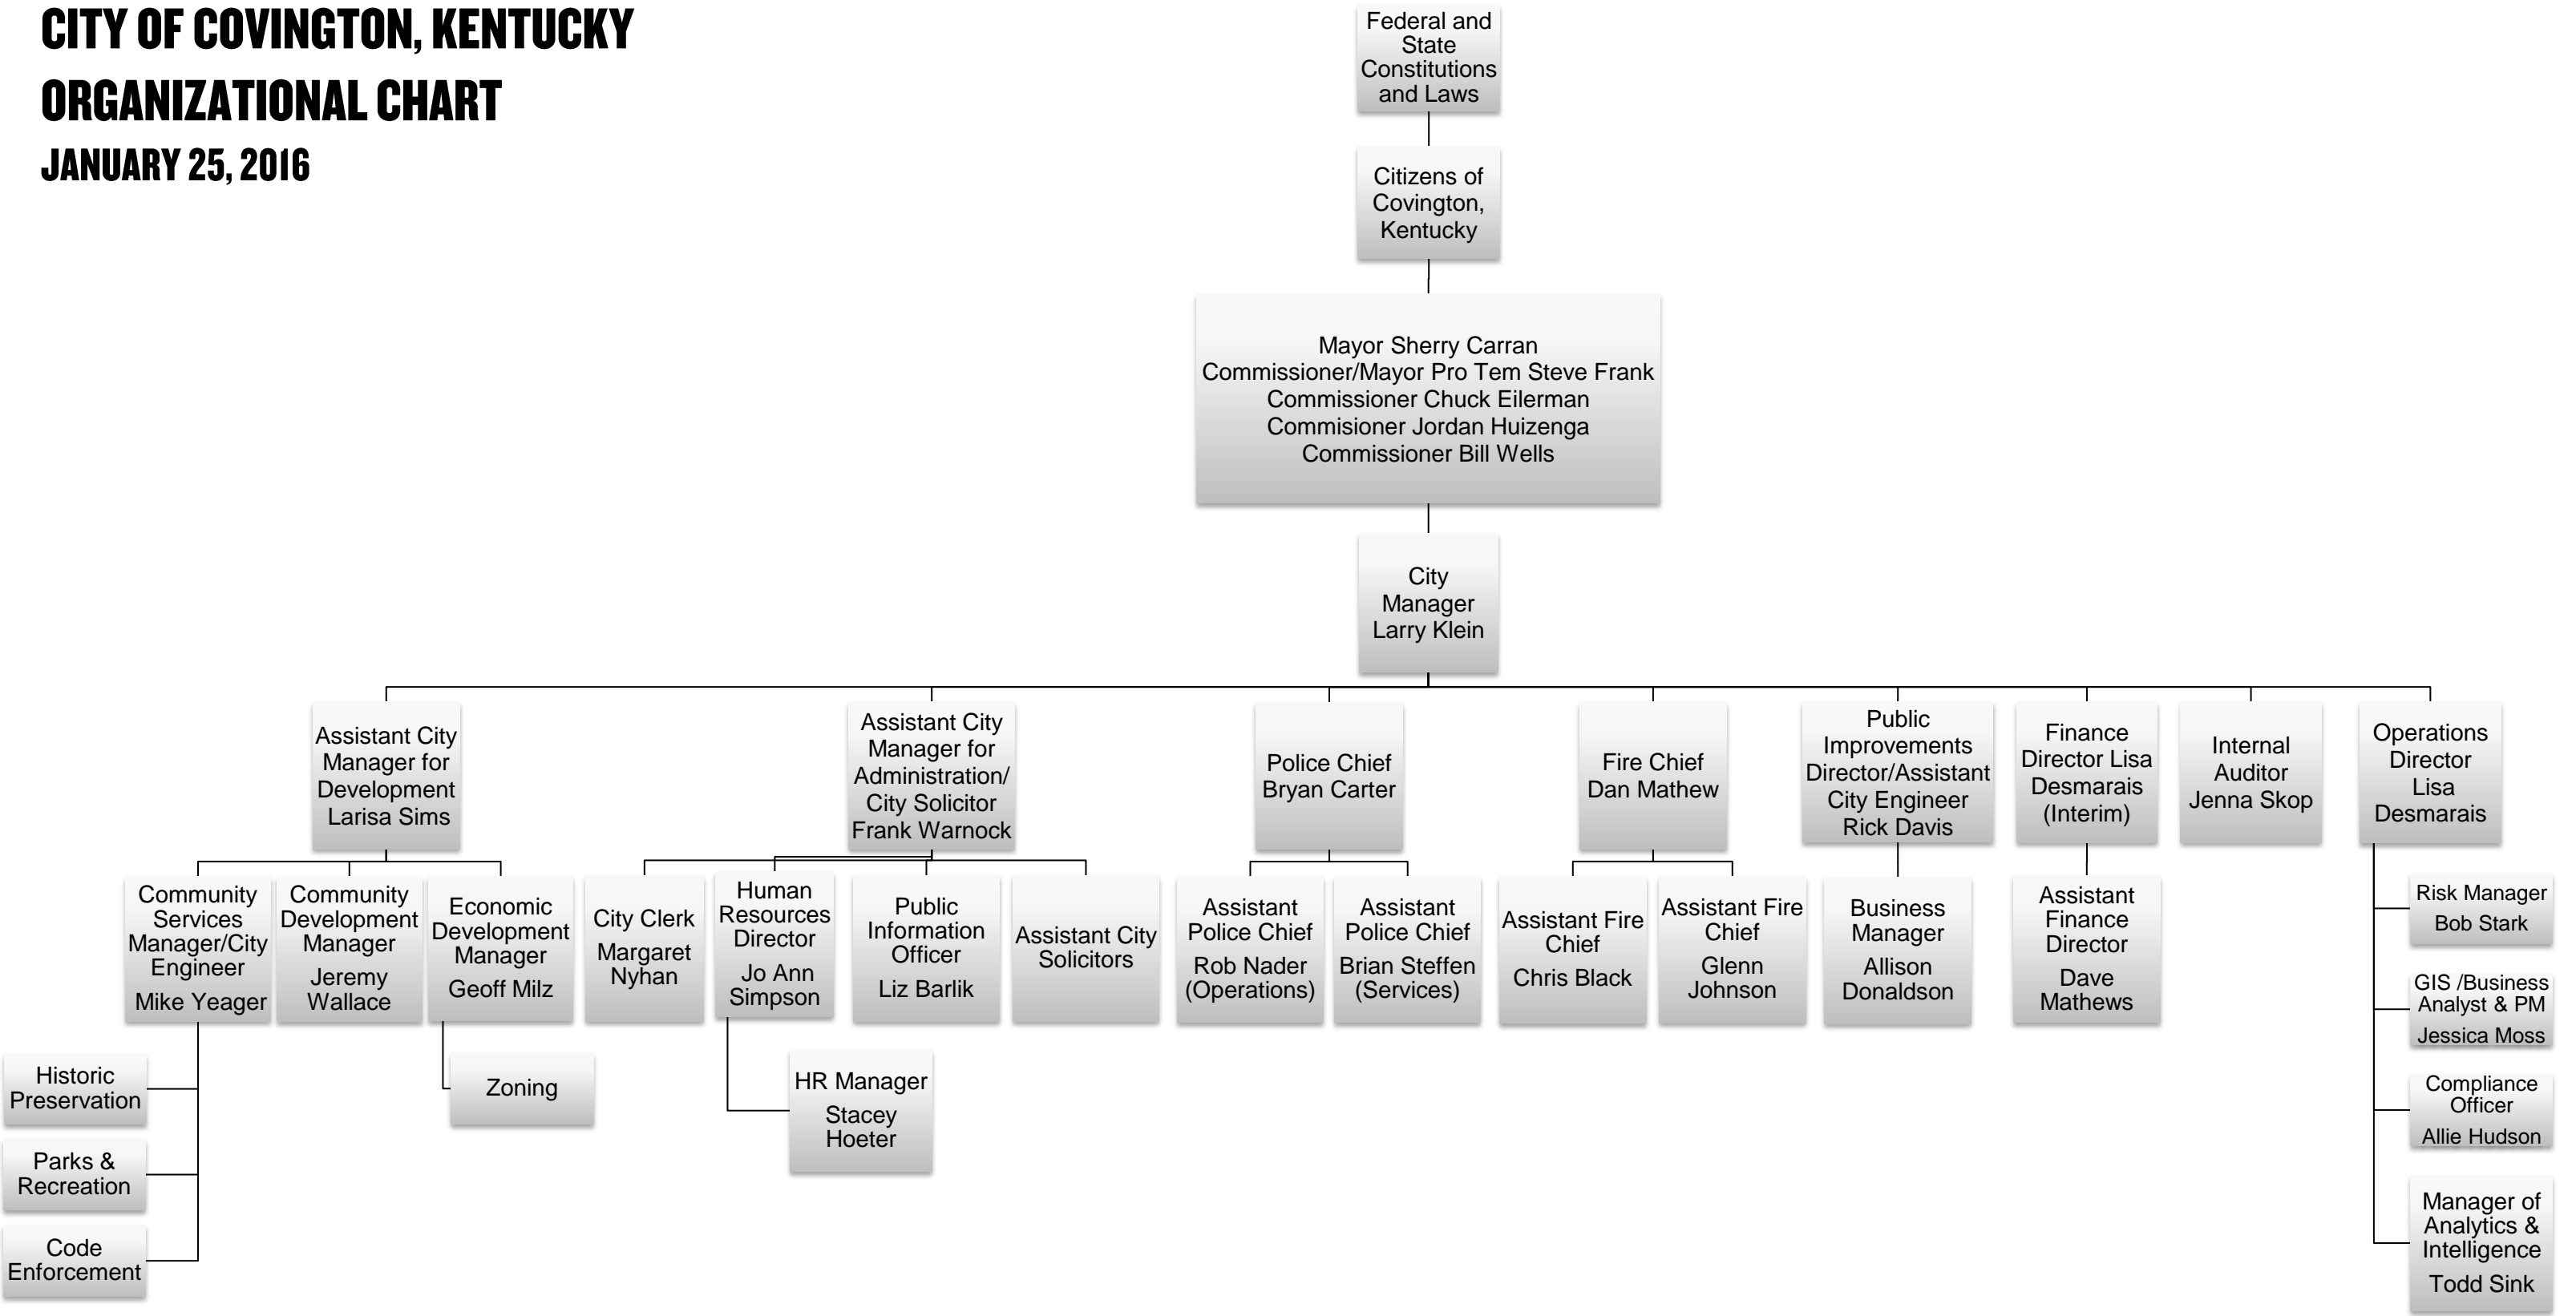 CITY OF COVINGTON, KENTUCKY
ORGANIZATIONAL CHART
JANUARY 25, 2016
Federal and
State
Constitutions
and Laws
Citizens of
Covington,
Kentucky
Mayor Sherry Carran
Commissioner/Mayor Pro Tem Steve Frank
Commissioner Chuck Eilerman
Commisioner Jordan Huizenga
Commissioner Bill Wells
City
Manager
Larry Klein
Assistant City
Manager for
Development
Larisa Sims
Assistant City
Manager for
Administration/
City Solicitor
Frank Warnock
Police Chief
Bryan Carter
Fire Chief
Dan Mathew
Public
Improvements
Director/Assistant
City Engineer
Rick Davis
Finance
Director Lisa
Desmarais
(Interim)
Internal
Auditor
Jenna Skop
Operations
Director
Lisa
Desmarais
Community
Services
Manager/City
Engineer
Mike Yeager
Community
Development
Manager
Jeremy
Wallace
Economic
Development
Manager
Geoff Milz
City Clerk
Margaret
Nyhan
Human
Resources
Director
Jo Ann
Simpson
Public
Information
Officer
Liz Barlik
Assistant City
Solicitors
Assistant
Police Chief
Rob Nader
(Operations)
Assistant
Police Chief
Brian Steffen
(Services)
Assistant Fire
Chief
Chris Black
Assistant Fire
Chief
Glenn
Johnson
Business
Manager
Allison
Donaldson
Assistant
Finance
Director
Dave
Mathews
Risk Manager
Bob Stark
GIS /Business
Analyst & PM
Jessica Moss
Compliance
Officer
Allie Hudson
Manager of
Analytics &
Intelligence
Todd Sink
Historic
Preservation
Parks &
Recreation
Code
Enforcement
Zoning
HR Manager
Stacey
Hoeter